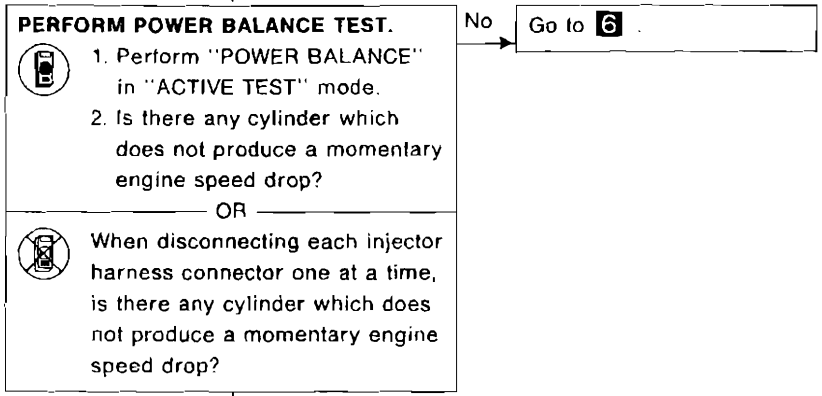 PERFORM POWER BALANCE TEST.
1. Perform "POWER BALANCE"
in "ACTIVE TEST" mode.
2. Is there any cylinder which
does not produce a momentary
engine speed drop?
OR
When disconnecting each injector
harness connector one at a time,
is there any cylinder which does
not produce a momentary engine
speed drop?
No
Go to 6 .